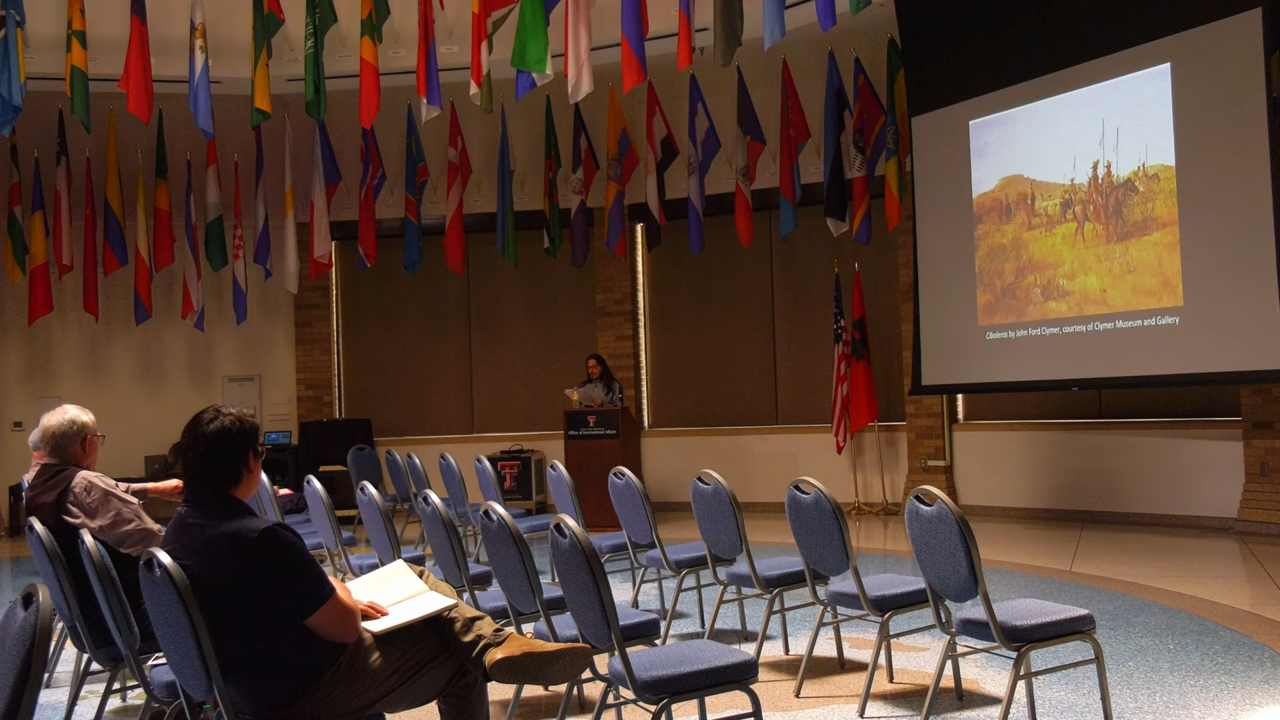 Ciboleros by John Ford Clymer, courtesy of Clymer Museum and Gallery
Office of International Affairs